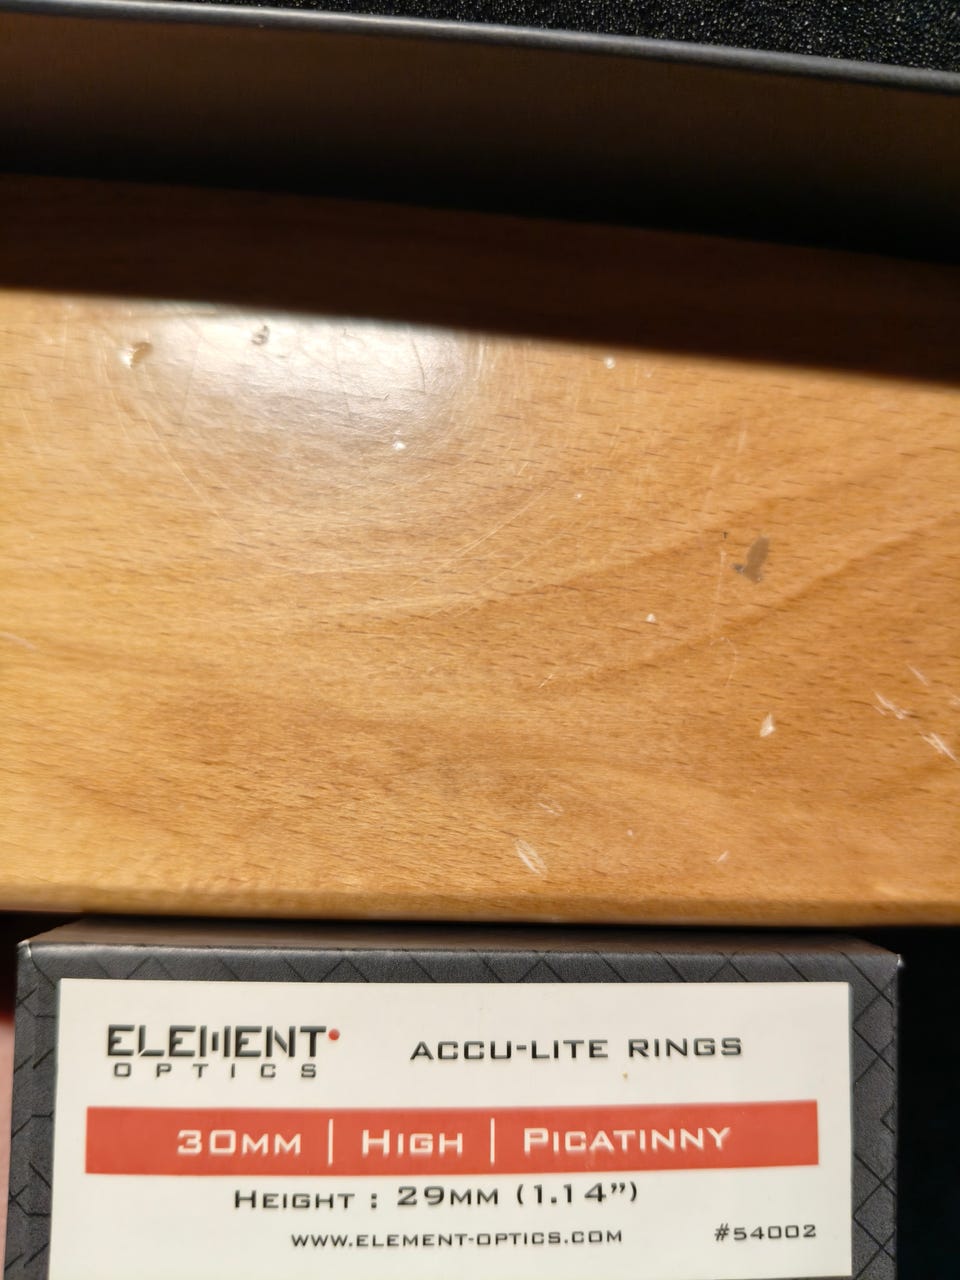 ELEMENT
OPTICS
ACCU-LITE RINGS
30MM | HIGH | PICATINNY
HEIGHT : 29MM (1.14")
WWW.ELEMENT-OPTICS.COM
#54002